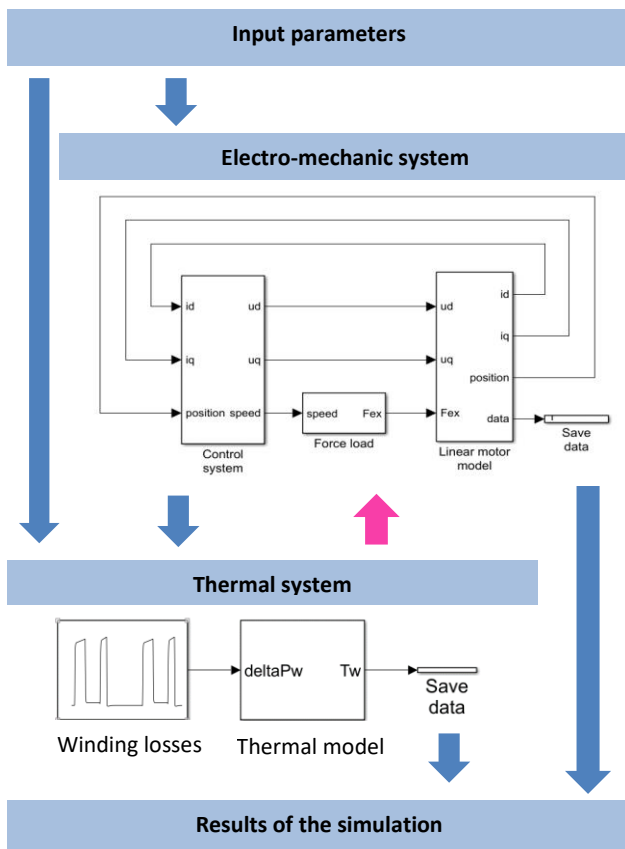 Input parameters
Electro-mechanic system
id ud
iq uq
position speed
Control
system
speed Fex
Force load
ud id
uq iq
position
Fex data
Linear motor
model
Save
data
Thermal system
Winding losses
deltaPw Tw
Thermal model
Save
data
Results of the simulation